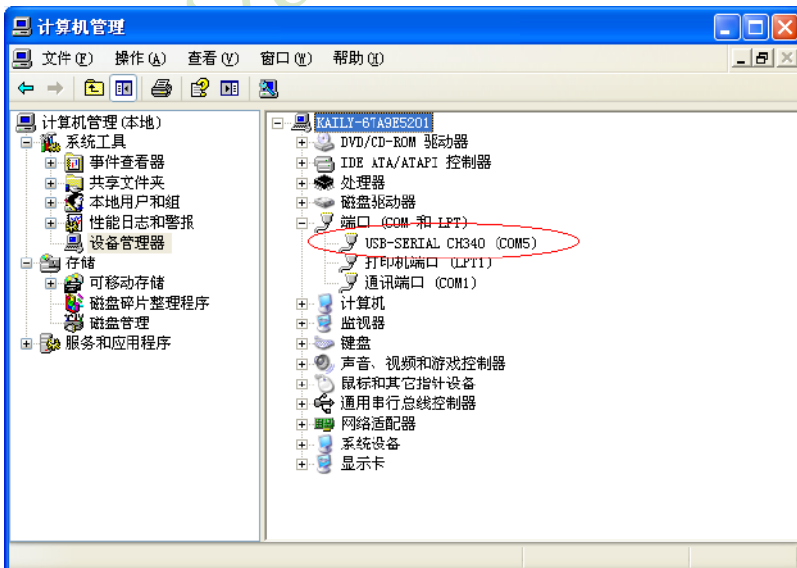 计算机管理
文件(F) 操作(A) 查看(V) 窗口(W) 帮助(H)
计算机管理(本地)
系统工具
事件查看器
共享文件夹
本地用户和组
性能日志和警报
设备管理器
存储
可移动存储
磁盘碎片整理程序
磁盘管理
服务和应用程序
KAILY-67A9E5201
DVD/CD-ROM 驱动器
IDE ATA/ATAPI 控制器
处理器
磁盘驱动器
端口 (COM 和 LPT)
USB-SERIAL CH340 (COM5)
打印机端口 (LPT1)
通讯端口 (COM1)
计算机
监视器
键盘
声音、视频和游戏控制器
鼠标和其它指针设备
通用串行总线控制器
网络适配器
系统设备
显示卡